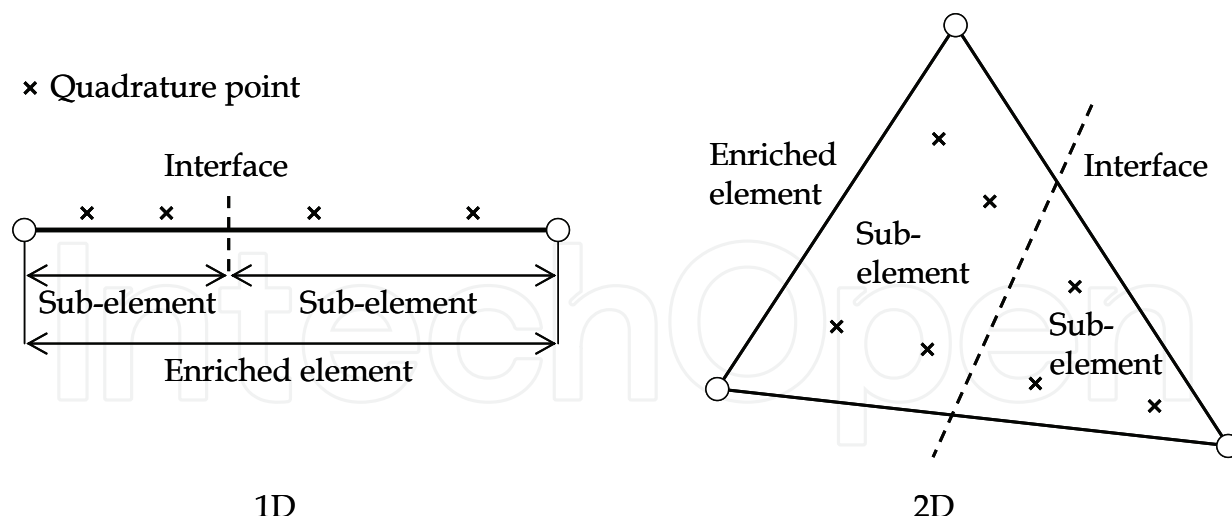 × Quadrature point
Interface
Sub-element
Sub-element
Enriched element
1D
Enriched
element
Interface
Sub-
element
Sub-
element
2D
IntechOpen